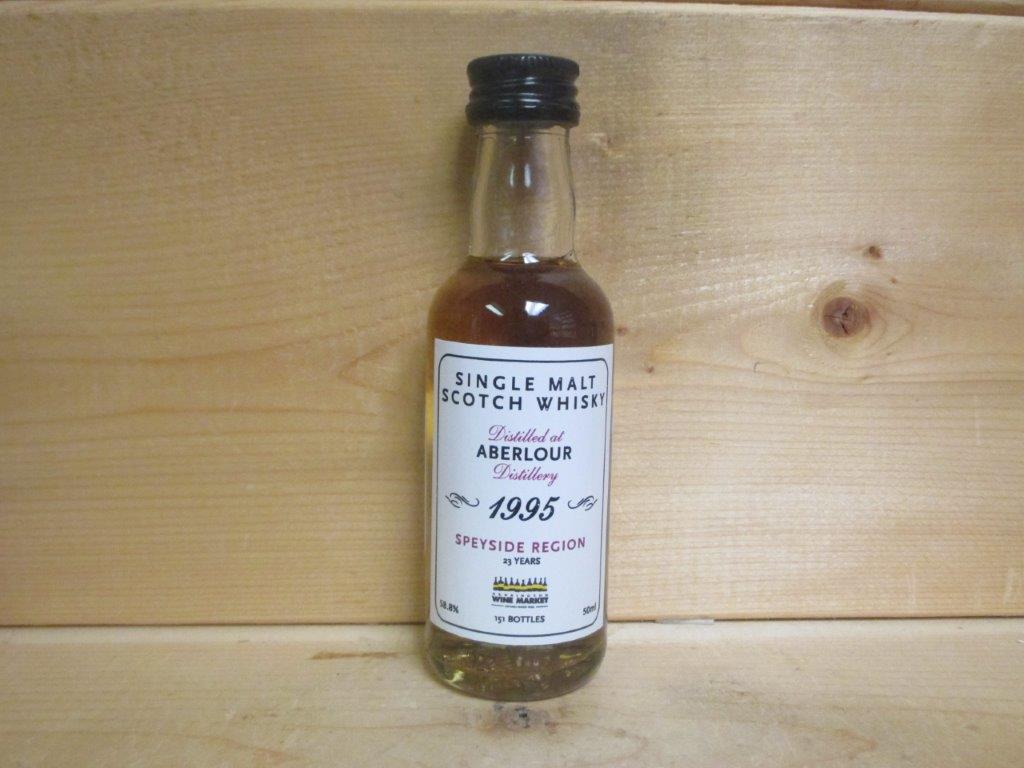 SINGLE MALT
SCOTCH WHISKY
Distilled at
ABERLOUR
Distillery
1995
SPEYSIDE REGION
23 YEARS
KENSINGTON
WINE MARKET
58.8%
50ml
151 BOTTLES